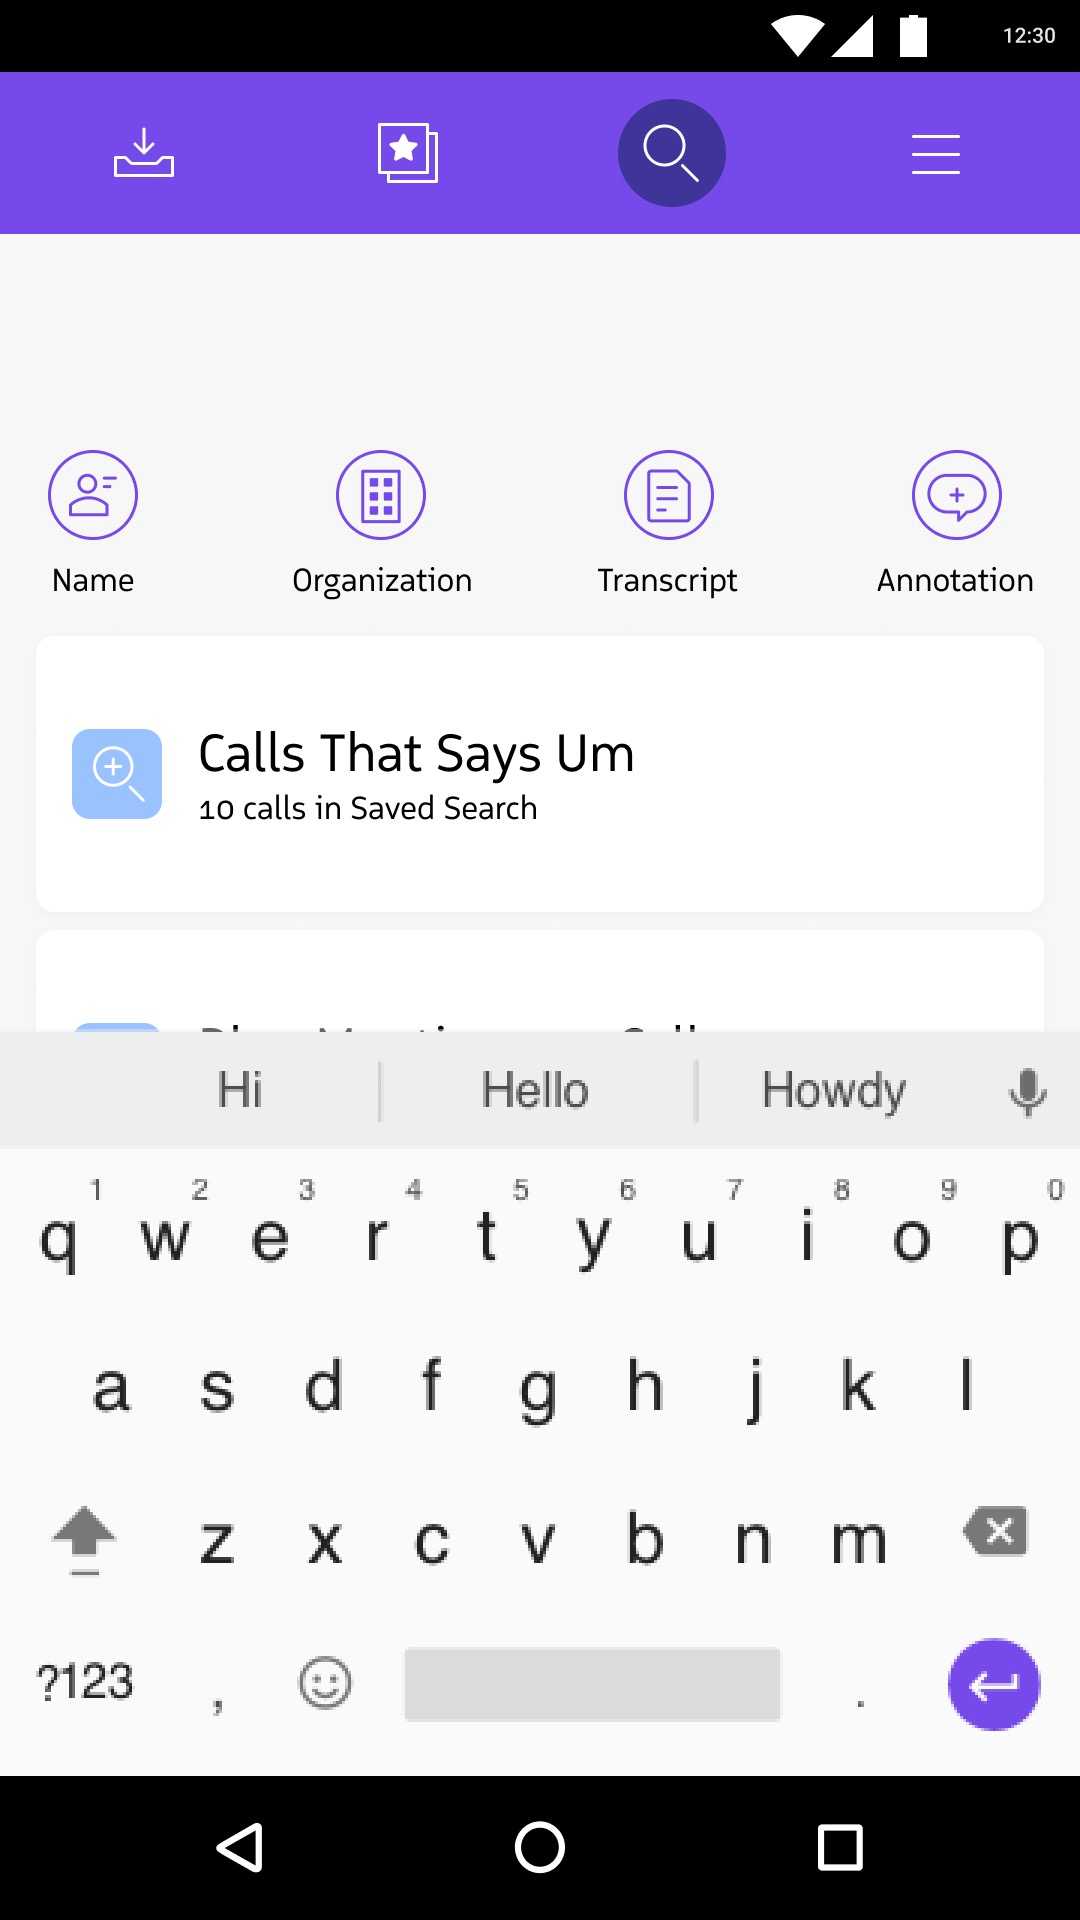 12:30
Name Organization Transcript Annotation
Calls That Says Um
10 calls in Saved Search
Hi Hello Howdy
1 2 3 4 5 6 7 8 9 0
q w e r t y u i o p
a s d f g h j k l
z x c v b n m
?123 , .